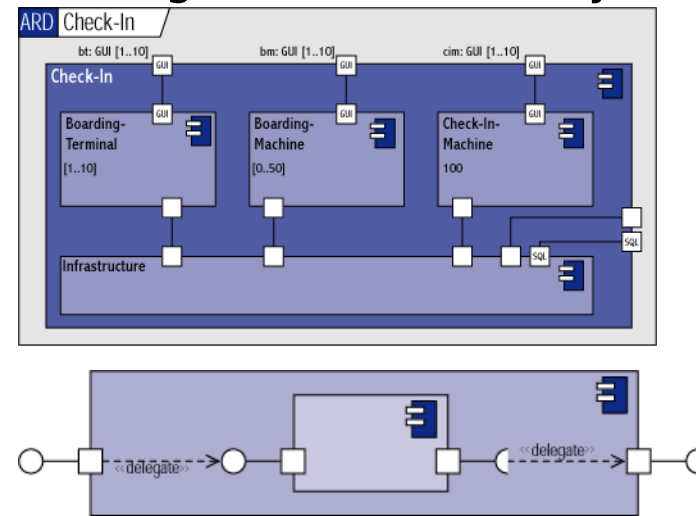 ARD Check-In
bt: GUI [1..10] bm: GUI [1..10] cim: GUI [1..10]
GUI GUI GUI
Check-In
GUI GUI GUI
Boarding-
Terminal
[1..10]
Boarding-
Machine
[0..50]
Check-In-
Machine
100
SQL
SQL
Infrastructure
«delegate» «delegate»